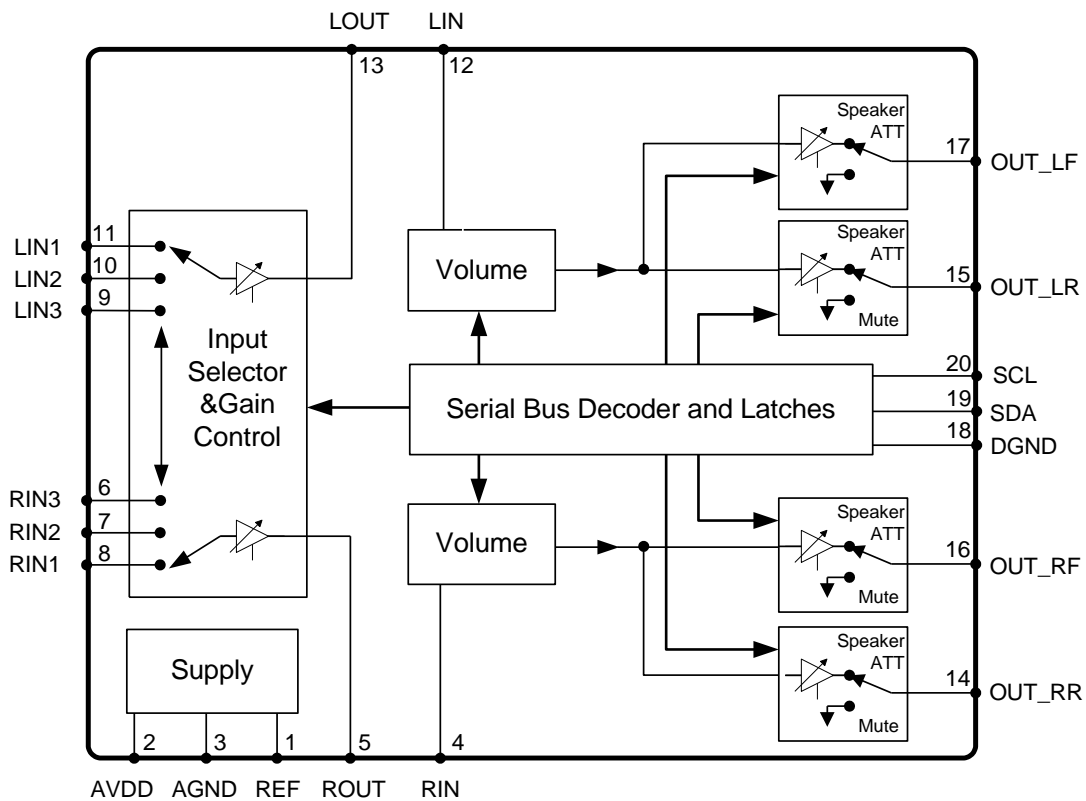 LOUT LIN
13 12
Speaker
ATT
17 OUT_LF
Speaker
ATT
15 OUT_LR
Mute
LIN1 11
LIN2 10
LIN3 9
Volume
Input
Selector
&Gain
Control
Serial Bus Decoder and Latches
20 SCL
19 SDA
18 DGND
RIN3 6
RIN2 7
RIN1 8
Volume
Speaker
ATT
16 OUT_RF
Mute
Speaker
ATT
14 OUT_RR
Mute
Supply
2 3 1 5 4
AVDD AGND REF ROUT RIN